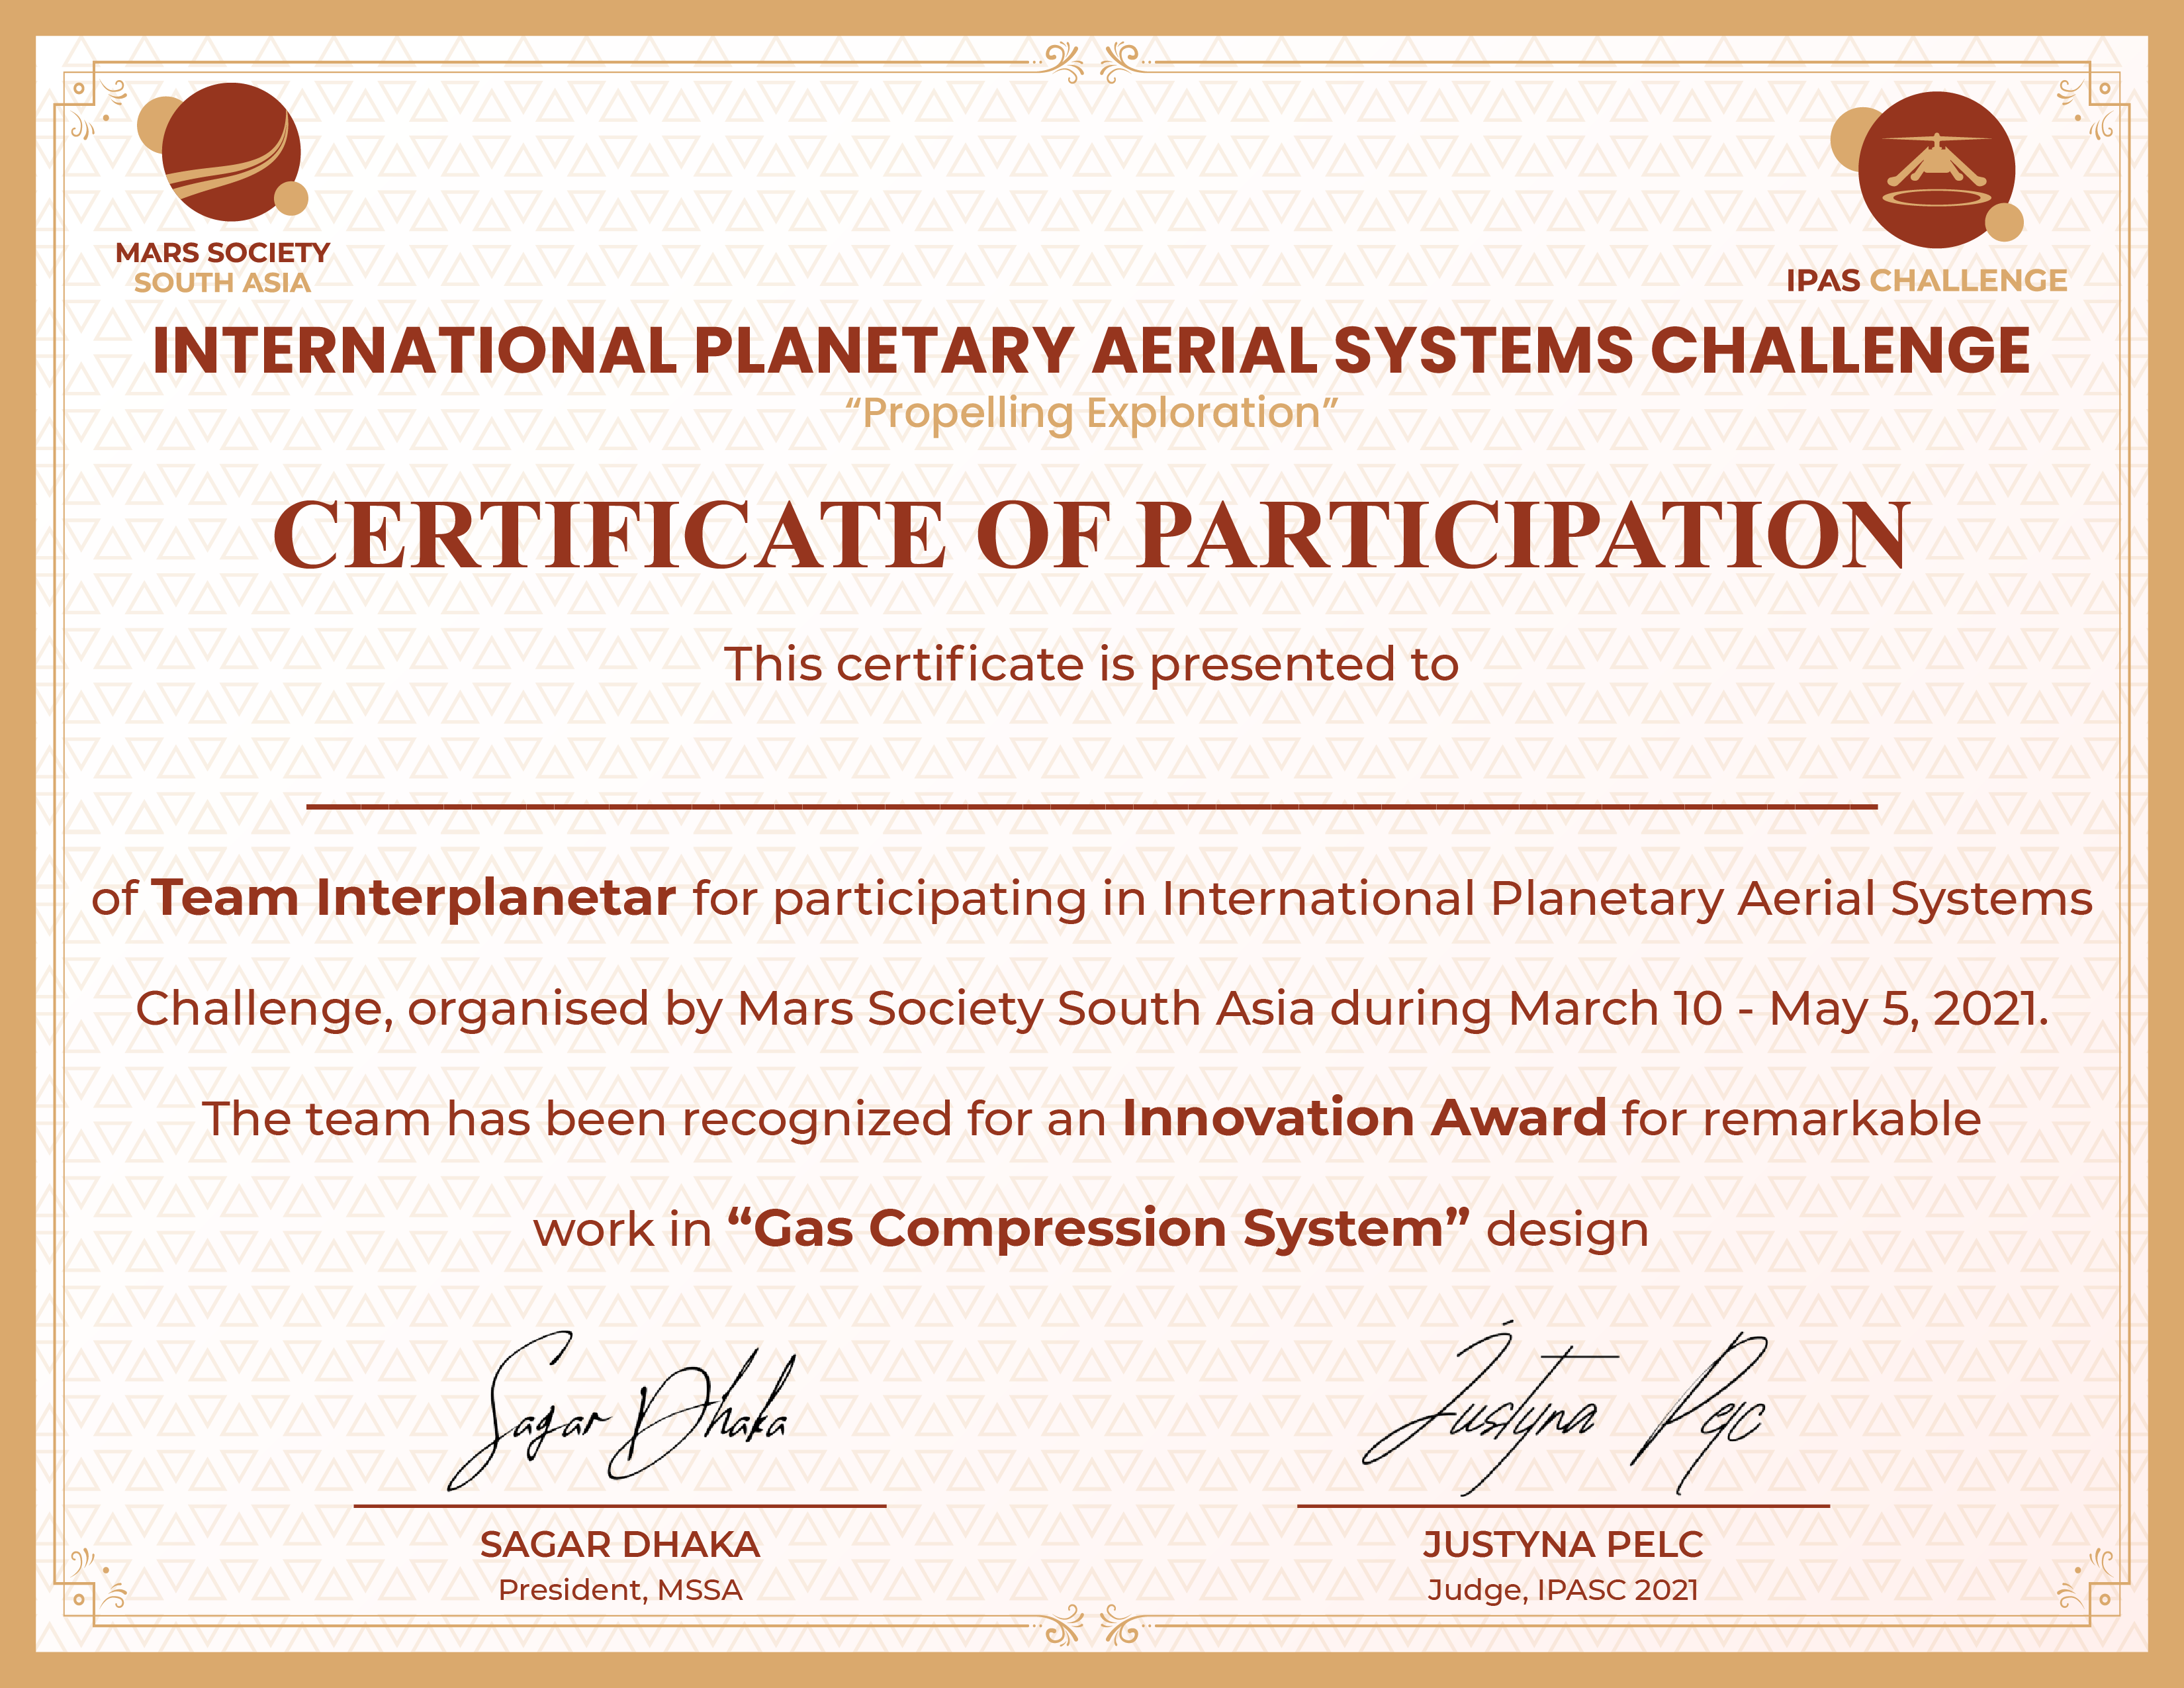 MARS SOCIETY
SOUTH ASIA
IPAS CHALLENGE
INTERNATIONAL PLANETARY AERIAL SYSTEMS CHALLENGE
“Propelling Exploration”
CERTIFICATE OF PARTICIPATION
This certificate is presented to
of Team Interplanetar for participating in International Planetary Aerial Systems
Challenge, organised by Mars Society South Asia during March 10 - May 5, 2021.
The team has been recognized for an Innovation Award for remarkable
work in “Gas Compression System” design
Sagar Dhaka
Justyna Pelc
SAGAR DHAKA
President, MSSA
JUSTYNA PELC
Judge, IPASC 2021